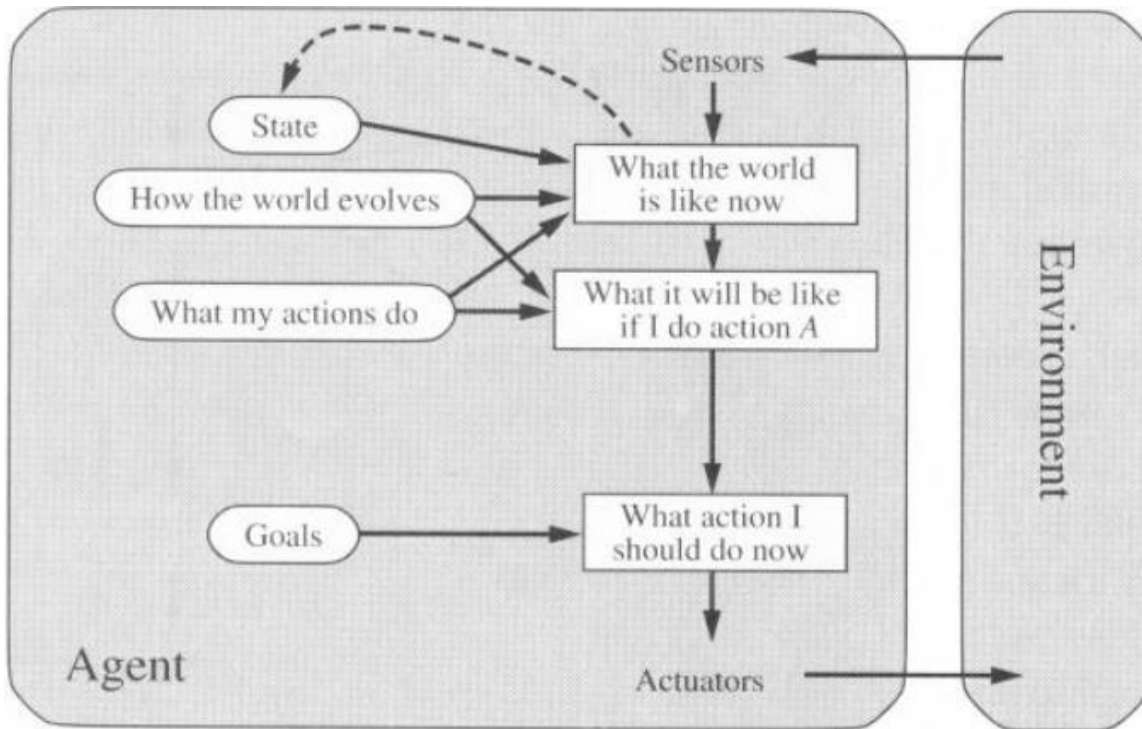 Sensors
State
What the world
is like now
How the world evolves
What it will be like
if I do action A
What my actions do
Environment
What action I
should do now
Goals
Agent
Actuators